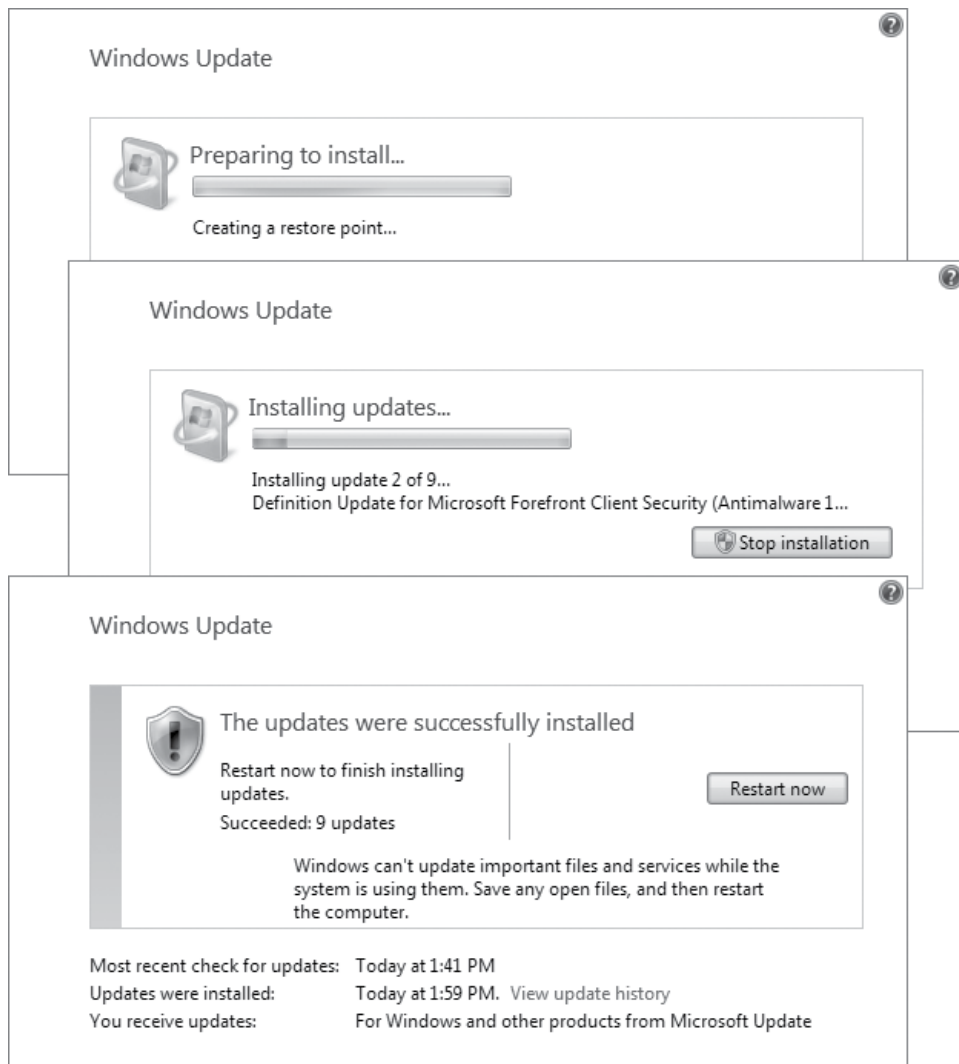 Windows Update
Preparing to install...
Creating a restore point...
Windows Update
Installing updates...
Installing update 2 of 9...
Definition Update for Microsoft Forefront Client Security (Antimalware 1...
Stop installation
Windows Update
The updates were successfully installed
Restart now to finish installing
updates.
Succeeded: 9 updates
Restart now
Windows can't update important files and services while the
system is using them. Save any open files, and then restart
the computer.
Most recent check for updates: Today at 1:41 PM
Updates were installed: Today at 1:59 PM. View update history
You receive updates: For Windows and other products from Microsoft Update